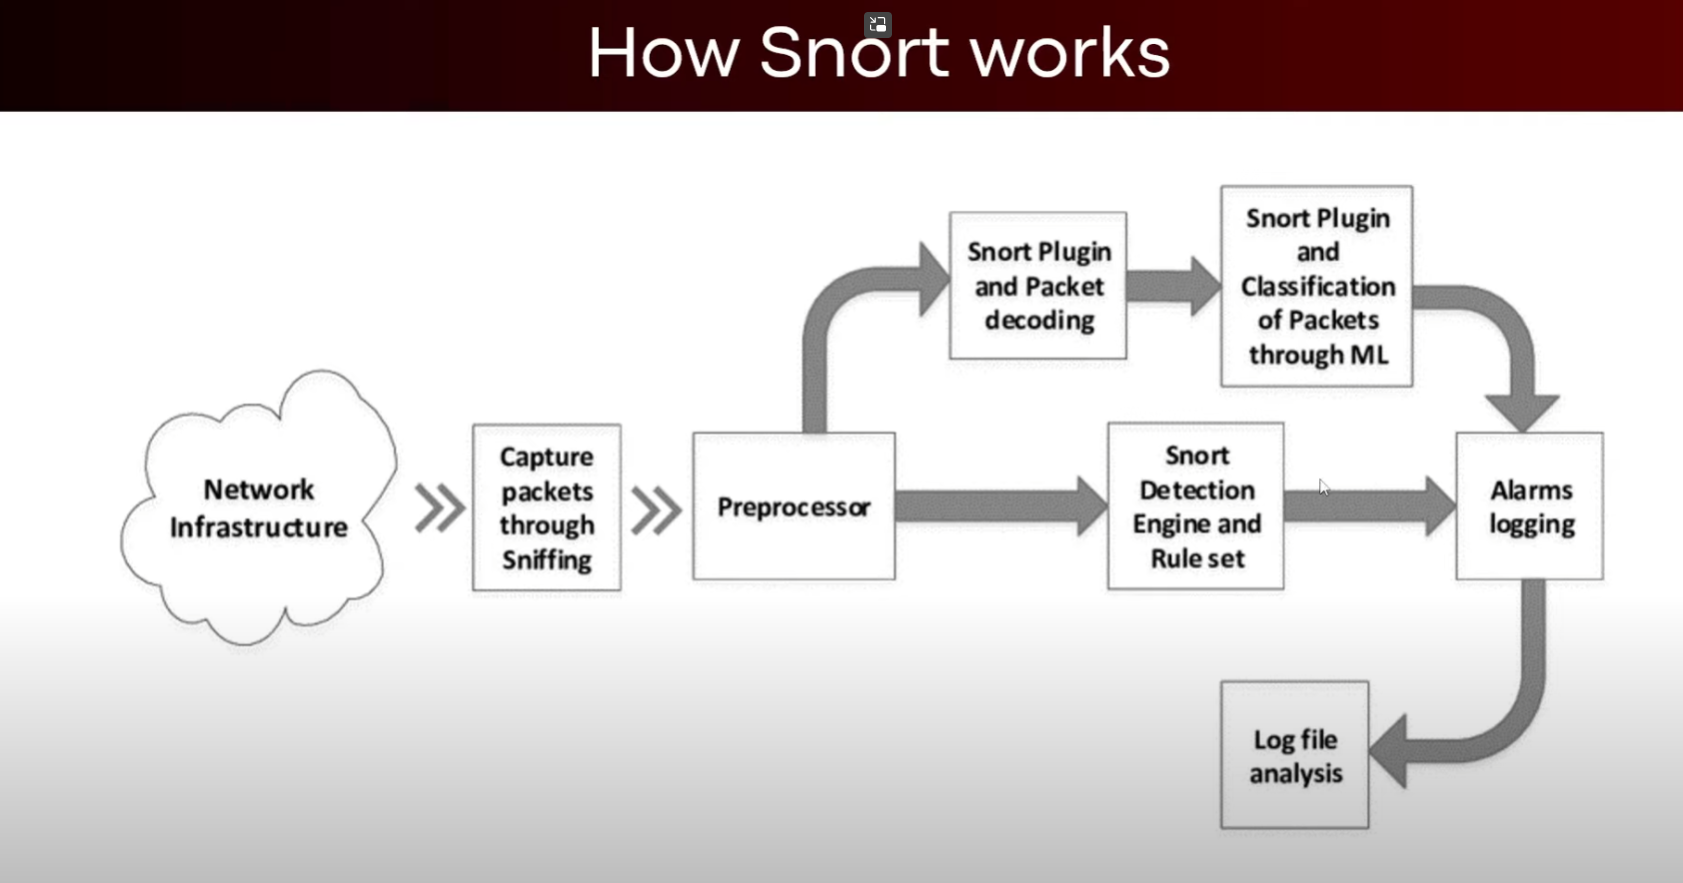 How Snort works
Snort Plugin
and Packet
decoding
Snort Plugin
and
Classification
of Packets
through ML
Network
Infrastructure
Capture
packets
through
Sniffing
Preprocessor
Snort
Detection
Engine and
Rule set
Alarms
logging
Log file
analysis